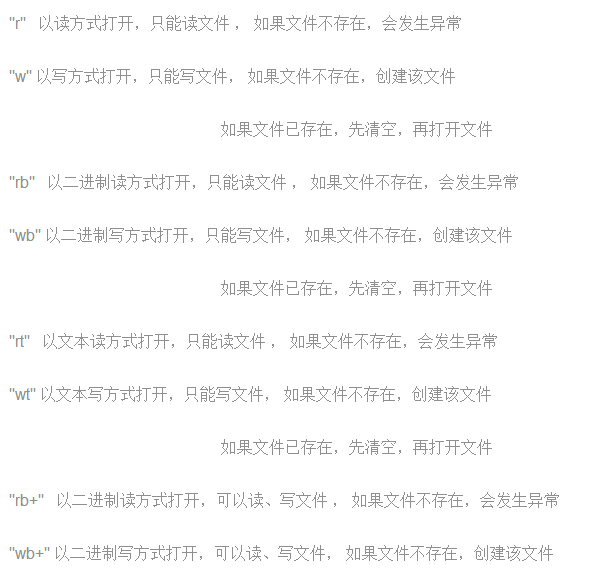 "r"   以读方式打开，只能读文件 ， 如果文件不存在，会发生异常
"w" 以写方式打开，只能写文件， 如果文件不存在，创建该文件
如果文件已存在，先清空，再打开文件
"rb"   以二进制读方式打开，只能读文件 ， 如果文件不存在，会发生异常
"wb" 以二进制写方式打开，只能写文件， 如果文件不存在，创建该文件
如果文件已存在，先清空，再打开文件
"rt"   以文本读方式打开，只能读文件 ， 如果文件不存在，会发生异常
"wt" 以文本写方式打开，只能写文件， 如果文件不存在，创建该文件
如果文件已存在，先清空，再打开文件
"rb+"   以二进制读方式打开，可以读、写文件 ， 如果文件不存在，会发生异常
"wb+" 以二进制写方式打开，可以读、写文件， 如果文件不存在，创建该文件